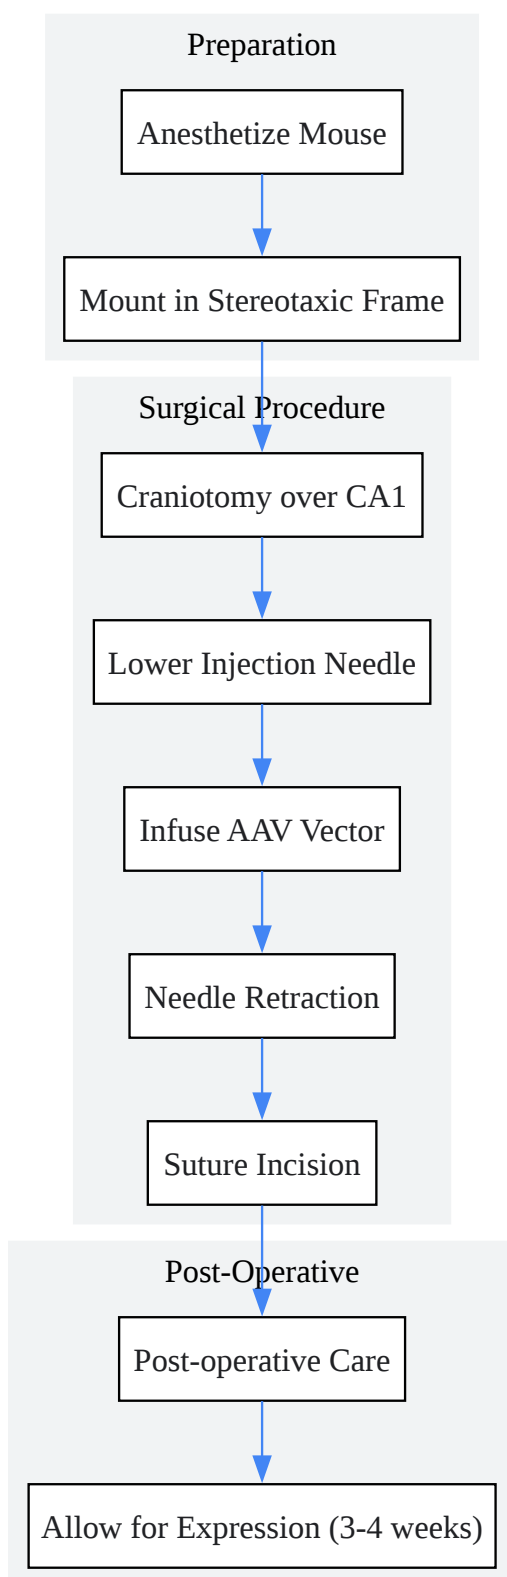 Preparation
Anesthetize Mouse
Mount in Stereotaxic Frame
Surgical Procedure
Craniotomy over CA1
Lower Injection Needle
Infuse AAV Vector
Needle Retraction
Suture Incision
Post-Operative
Post-operative Care
Allow for Expression (3-4 weeks)